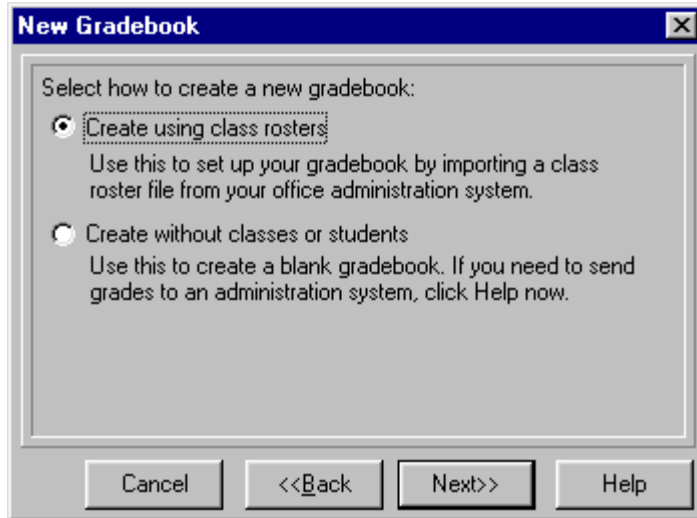 New Gradebook
Select how to create a new gradebook:
Create using class rosters
Use this to set up your gradebook by importing a class
roster file from your office administration system.
Create without classes or students
Use this to create a blank gradebook. If you need to send
grades to an administration system, click Help now.
Cancel
<<Back
Next>>
Help